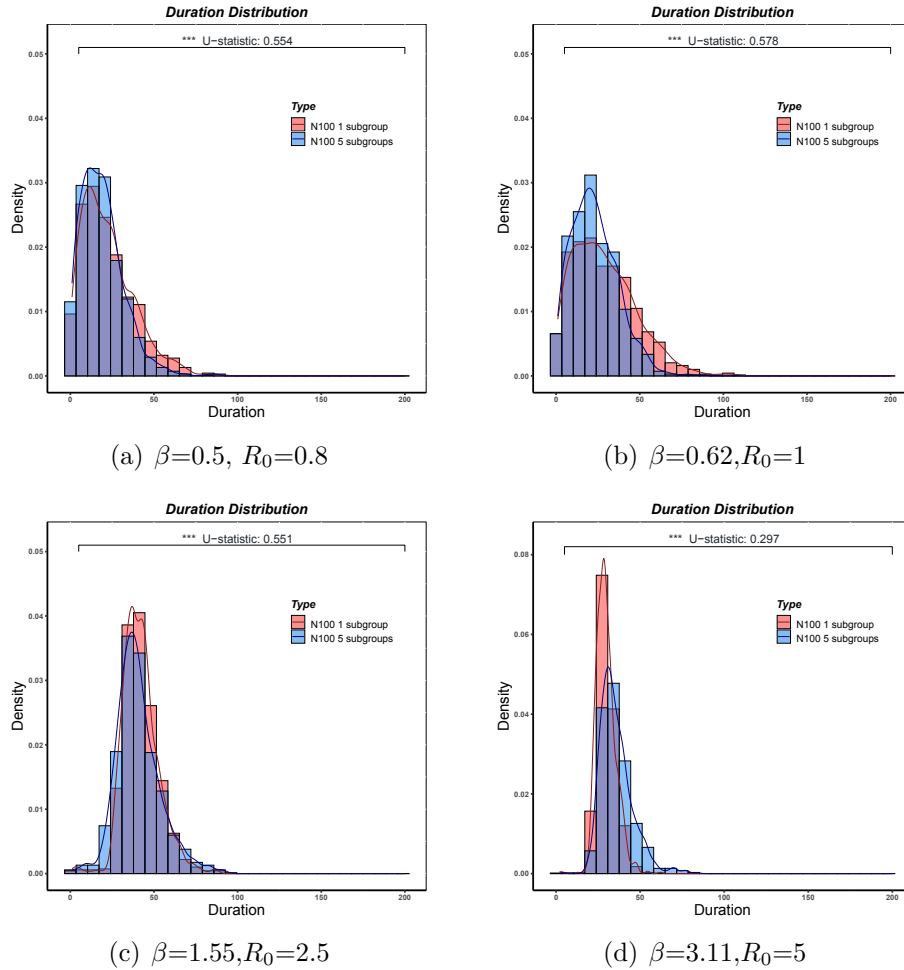 Duration Distribution
*** U−statistic: 0.554
0.05
0.04
0.03
0.02
0.01
0.00
Density
Type
N100 1 subgroup
N100 5 subgroups
0 50 100 150 200
Duration
(a) β=0.5, R0=0.8
Duration Distribution
*** U−statistic: 0.578
0.05
0.04
0.03
0.02
0.01
0.00
Density
Type
N100 1 subgroup
N100 5 subgroups
0 50 100 150 200
Duration
(b) β=0.62,R0=1
Duration Distribution
*** U−statistic: 0.551
0.05
0.04
0.03
0.02
0.01
0.00
Density
Type
N100 1 subgroup
N100 5 subgroups
0 50 100 150 200
Duration
(c) β=1.55,R0=2.5
Duration Distribution
*** U−statistic: 0.297
0.08
0.06
0.04
0.02
0.00
Density
Type
N100 1 subgroup
N100 5 subgroups
0 50 100 150 200
Duration
(d) β=3.11,R0=5